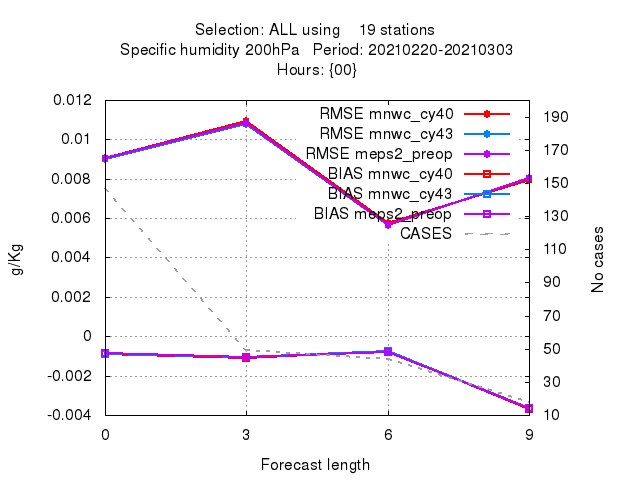 Selection: ALL using    19 stations
Specific humidity 200hPa   Period: 20210220-20210303
Hours: {00}
0.012
0.01
0.008
0.006
0.004
0.002
0
-0.002
-0.004
g/Kg
RMSE mnwc_cy40
RMSE mnwc_cy43
RMSE meps2_preop
BIAS mnwc_cy40
BIAS mnwc_cy43
BIAS meps2_preop
CASES
190
170
150
130
110
90
70
50
30
10
No cases
0 3 6 9
Forecast length